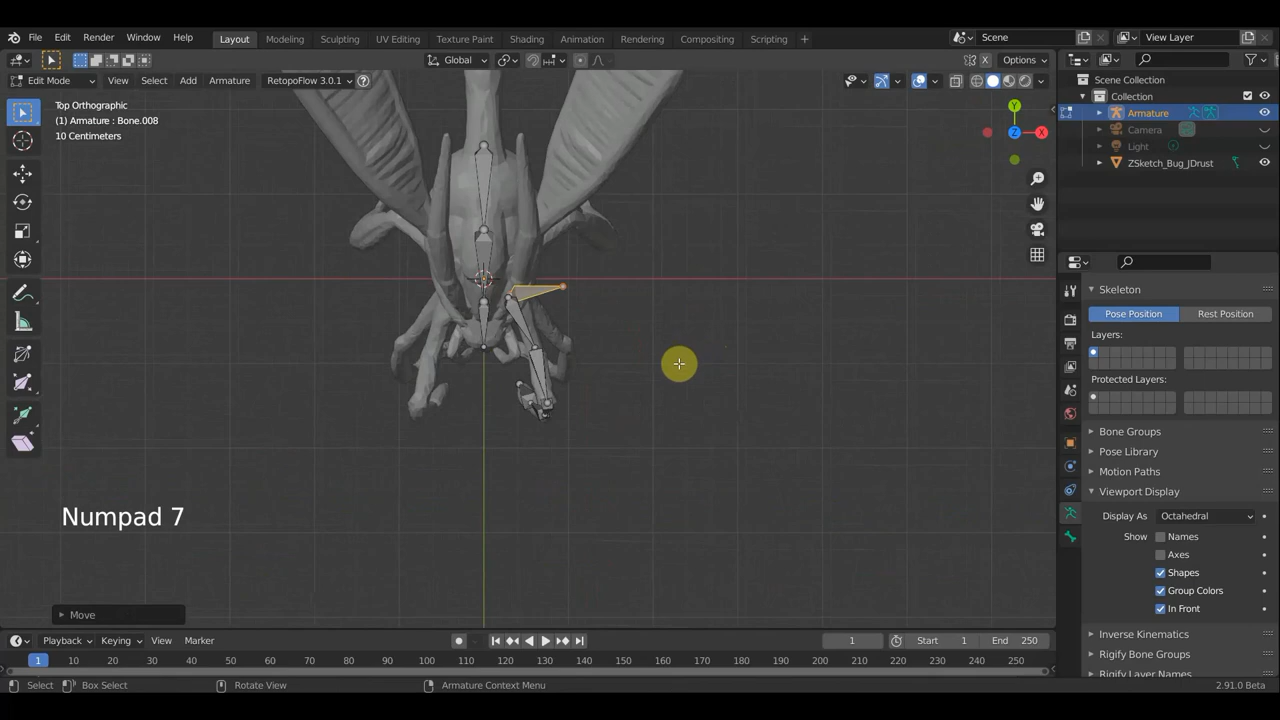 File Edit Render Window Help Layout Modeling Sculpting UV Editing Texture Paint Shading Animation Rendering Compositing Scripting + Scene View Layer
Global Options
Edit Mode View Select Add Armature RetopoFlow 3.0.1
Scene Collection
Collection
Armature
Camera
Light
ZSketch_Bug_JDrust
Top Orthographic
(1) Armature : Bone.008
10 Centimeters
Y
Z X
Skeleton
Pose Position Rest Position
Layers:
Protected Layers:
Bone Groups
Pose Library
Motion Paths
Viewport Display
Display As Octahedral
Show Names
Axes
Shapes
Group Colors
In Front
Inverse Kinematics
Rigify Bone Groups
Numpad 7
Move
Playback Keying View Marker 1 Start 1 End 250
1 10 20 30 40 50 60 70 80 90 100 110 120 130 140 150 160 170 180 190 200 210 220 230 240 250
Rigify Layer Names
Select Box Select Rotate View Armature Context Menu 2.91.0 Beta